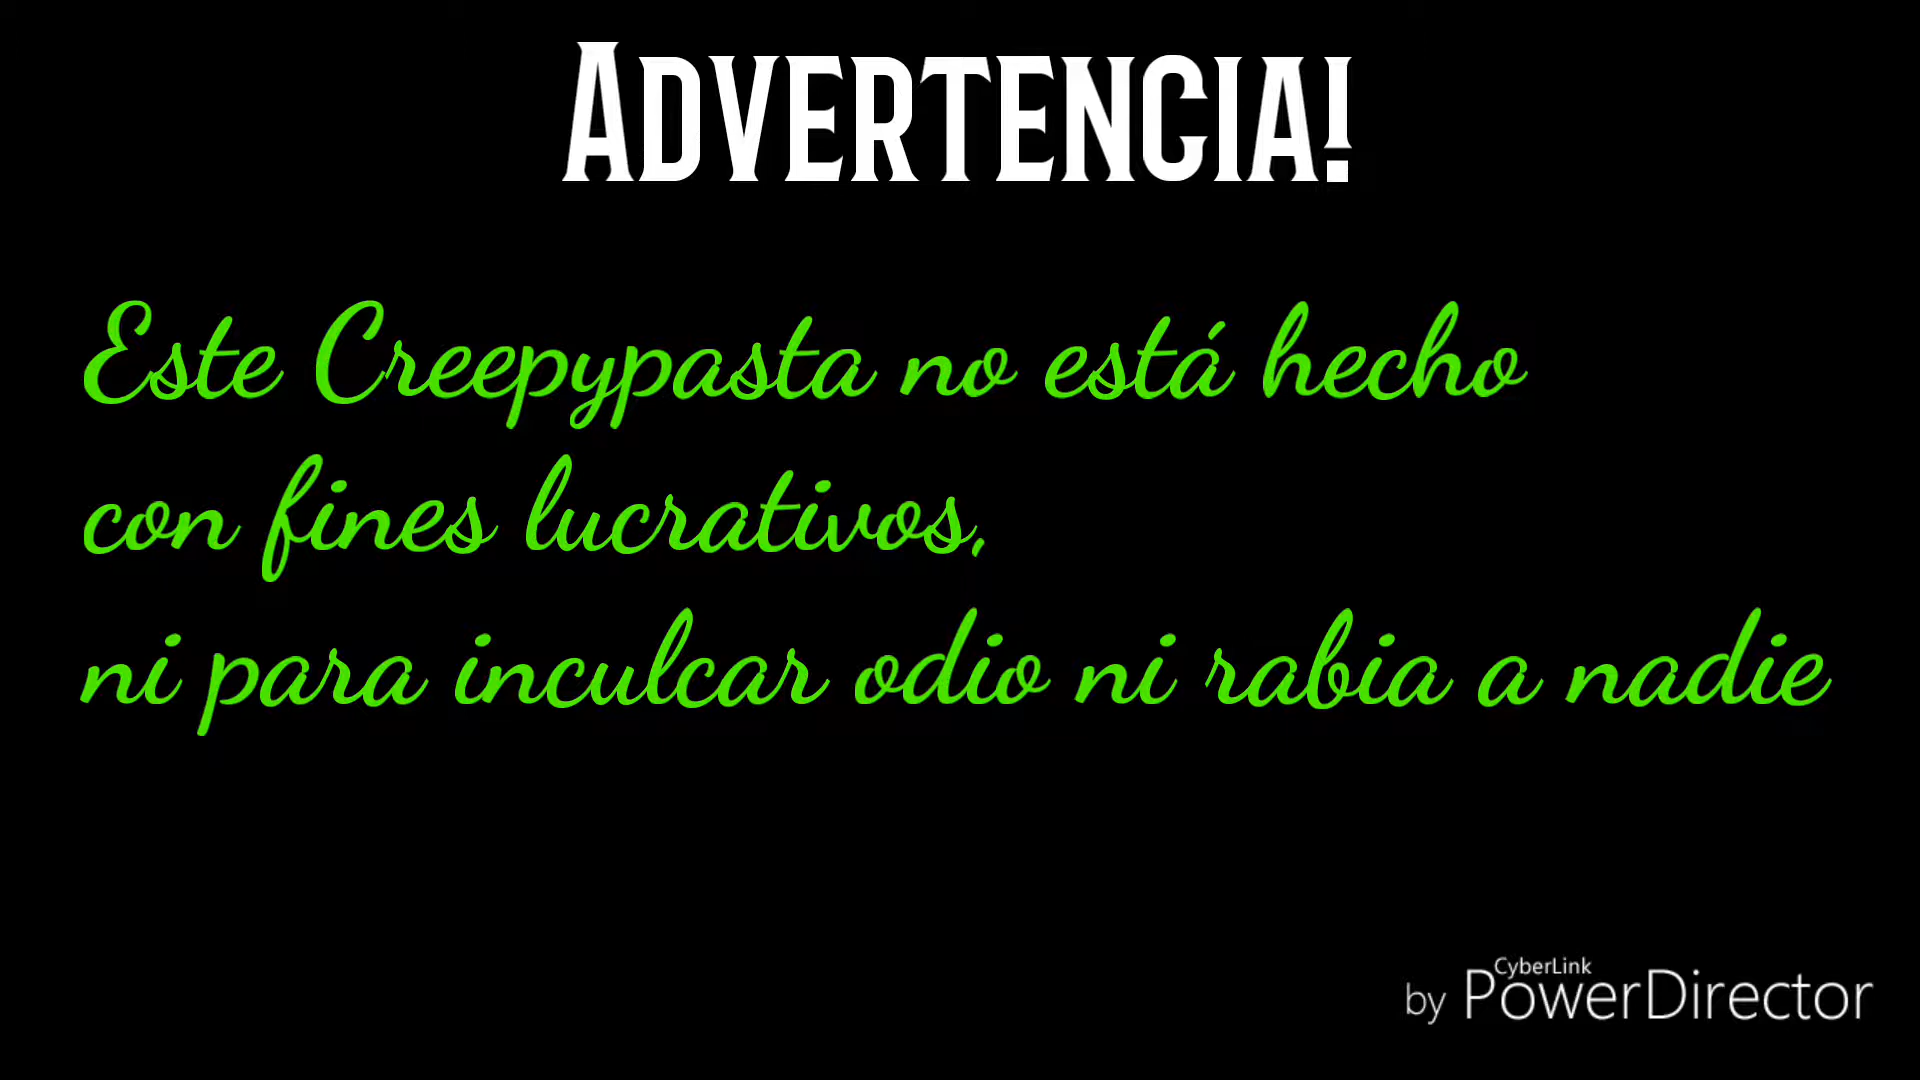 ADVERTENCIA!
Este Creepypasta no está hecho
con fines lucrativos,
ni para inculcar odio ni rabia a nadie
CyberLink
by PowerDirector